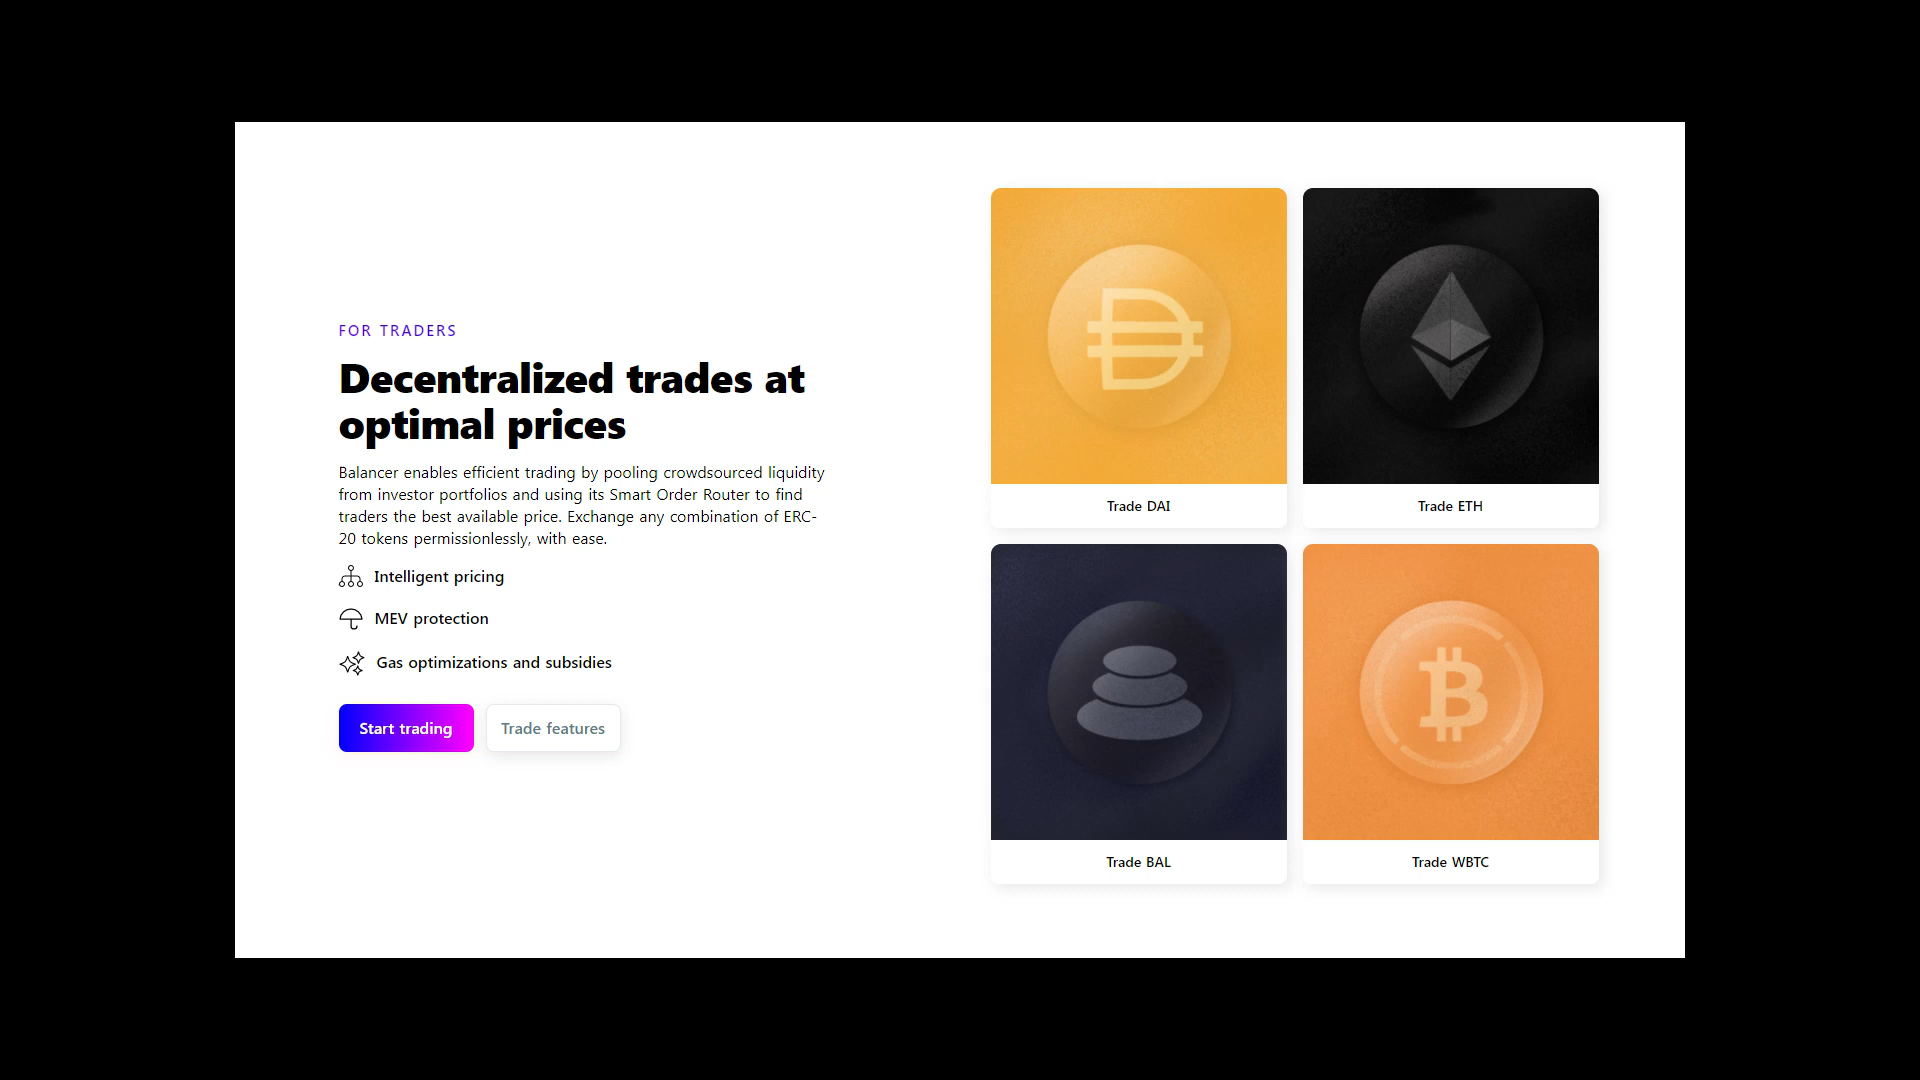 FOR TRADERS
Decentralized trades at
optimal prices
Balancer enables efficient trading by pooling crowdsourced liquidity
from investor portfolios and using its Smart Order Router to find
traders the best available price. Exchange any combination of ERC-
20 tokens permissionlessly, with ease.
Intelligent pricing
MEV protection
Gas optimizations and subsidies
Start trading
Trade features
Trade DAI
Trade ETH
Trade BAL
Trade WBTC